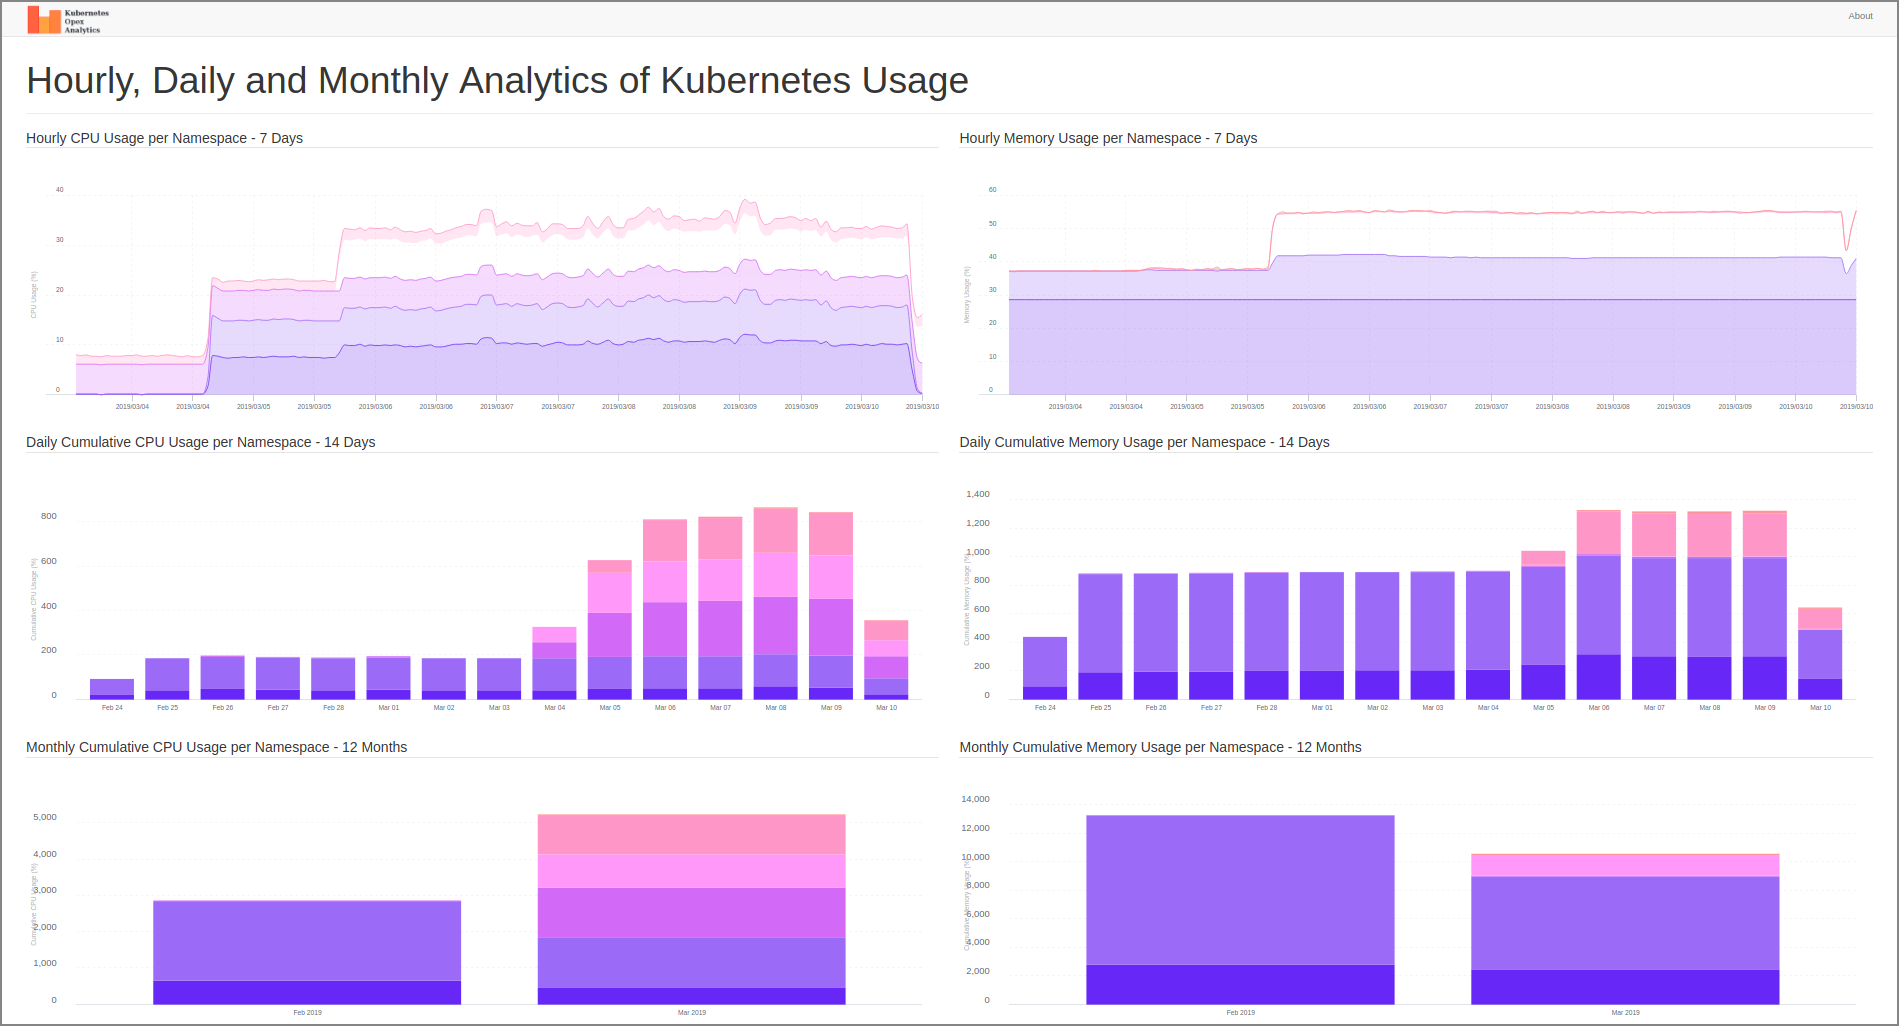 Kubernetes
Opex
Analytics
About
Hourly, Daily and Monthly Analytics of Kubernetes Usage
Hourly CPU Usage per Namespace - 7 Days
40
30
20
10
0
CPU Usage (%)
2019/03/04 2019/03/04 2019/03/05 2019/03/05 2019/03/06 2019/03/06 2019/03/07 2019/03/07 2019/03/08 2019/03/08 2019/03/09 2019/03/09 2019/03/10 2019/03/10
Hourly Memory Usage per Namespace - 7 Days
60
50
40
30
20
10
0
Memory Usage (%)
2019/03/04 2019/03/04 2019/03/05 2019/03/05 2019/03/06 2019/03/06 2019/03/07 2019/03/07 2019/03/08 2019/03/08 2019/03/09 2019/03/09 2019/03/10 2019/03/10
Daily Cumulative CPU Usage per Namespace - 14 Days
800
600
400
200
0
Cumulative CPU Usage (%)
Feb 24 Feb 25 Feb 26 Feb 27 Feb 28 Mar 01 Mar 02 Mar 03 Mar 04 Mar 05 Mar 06 Mar 07 Mar 08 Mar 09 Mar 10
Daily Cumulative Memory Usage per Namespace - 14 Days
1,400
1,200
1,000
800
600
400
200
0
Cumulative Memory Usage (%)
Feb 24 Feb 25 Feb 26 Feb 27 Feb 28 Mar 01 Mar 02 Mar 03 Mar 04 Mar 05 Mar 06 Mar 07 Mar 08 Mar 09 Mar 10
Monthly Cumulative CPU Usage per Namespace - 12 Months
5,000
4,000
3,000
2,000
1,000
0
Cumulative CPU Usage (%)
Feb 2019 Mar 2019
Monthly Cumulative Memory Usage per Namespace - 12 Months
14,000
12,000
10,000
8,000
6,000
4,000
2,000
0
Cumulative Memory Usage (%)
Feb 2019 Mar 2019